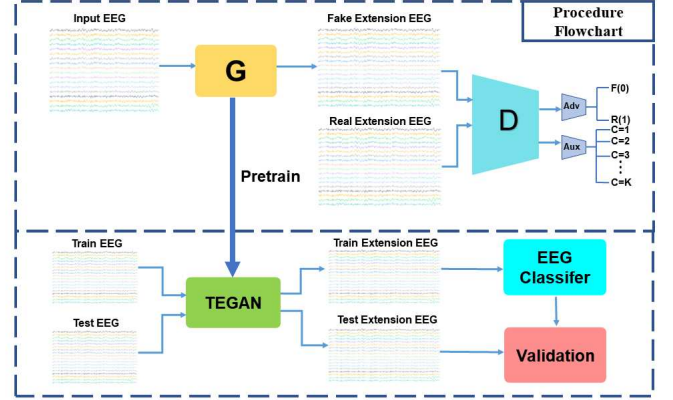 Procedure
Flowchart
Input EEG
G
Fake Extension EEG
Real Extension EEG
D
Adv
Aux
F(0)
R(1)
C=1
C=2
C=3
C=K
Pretrain
Train EEG
Test EEG
TEGAN
Train Extension EEG
Test Extension EEG
EEG
Classifer
Validation